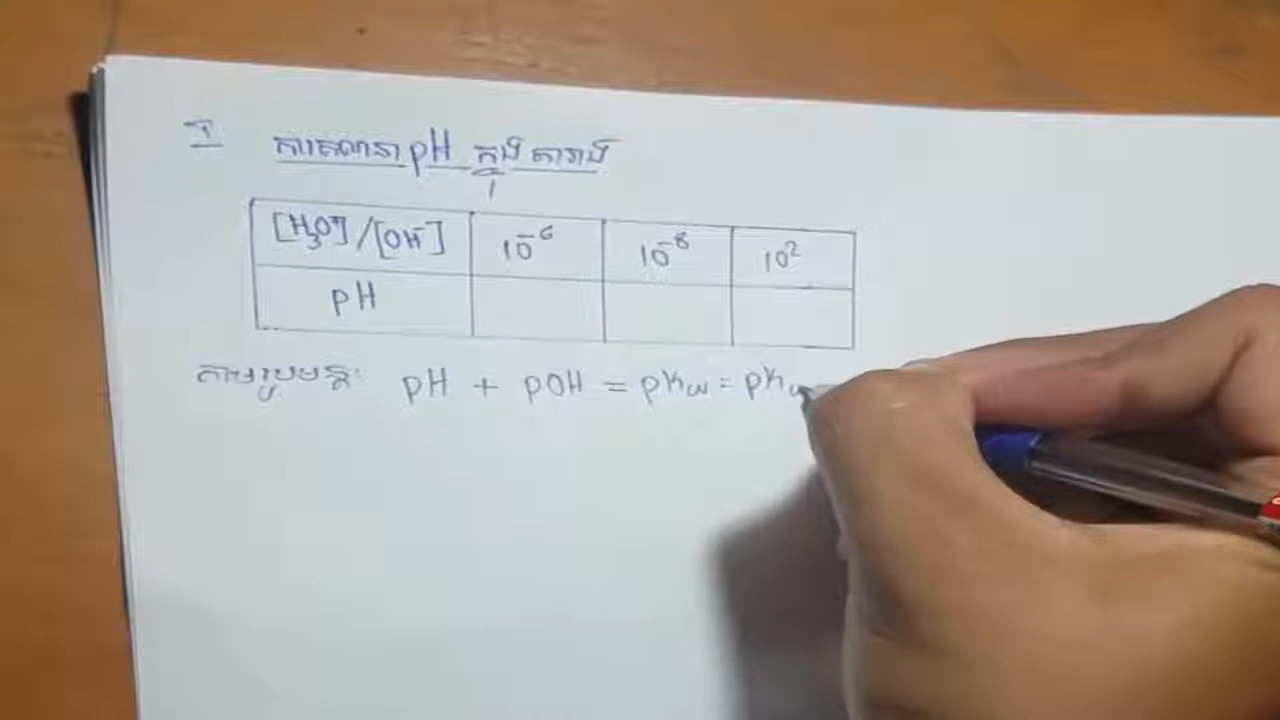 I ការគណនា pH ក្នុង តារាង
[H₃O⁺]/[OH⁻] 10⁻⁶ 10⁻⁸ 10²
pH
តាមរូបមន្ត: pH + pOH = pKw = pKw